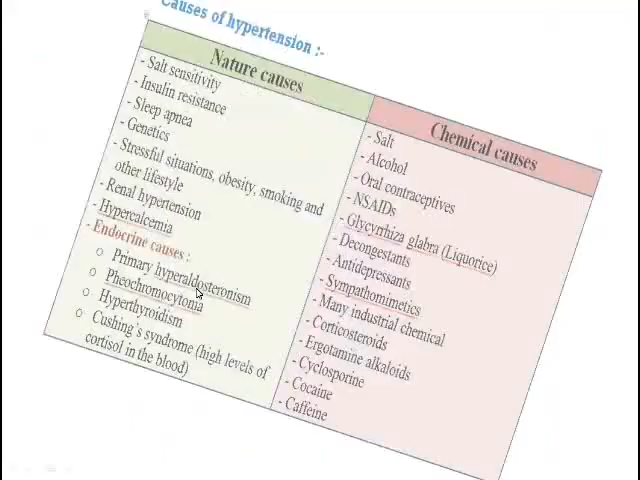 Causes of hypertension :-
Nature causes
- Salt sensitivity
- Insulin resistance
- Sleep apnea
- Genetics
- Stressful situations, obesity, smoking and
other lifestyle
- Renal hypertension
- Hypercalcemia
- Endocrine causes :
o Primary hyperaldosteronism
o Pheochromocytonia
o Hyperthyroidism
o Cushing's syndrome (high levels of
cortisol in the blood)
Chemical causes
- Salt
- Alcohol
- Oral contraceptives
- NSAIDs
- Glycyrrhiza glabra (Liquorice)
- Decongestants
- Antidepressants
- Sympathomimetics
- Many industrial chemical
- Corticosteroids
- Ergotamine alkaloids
- Cyclosporine
- Cocaine
- Caffeine